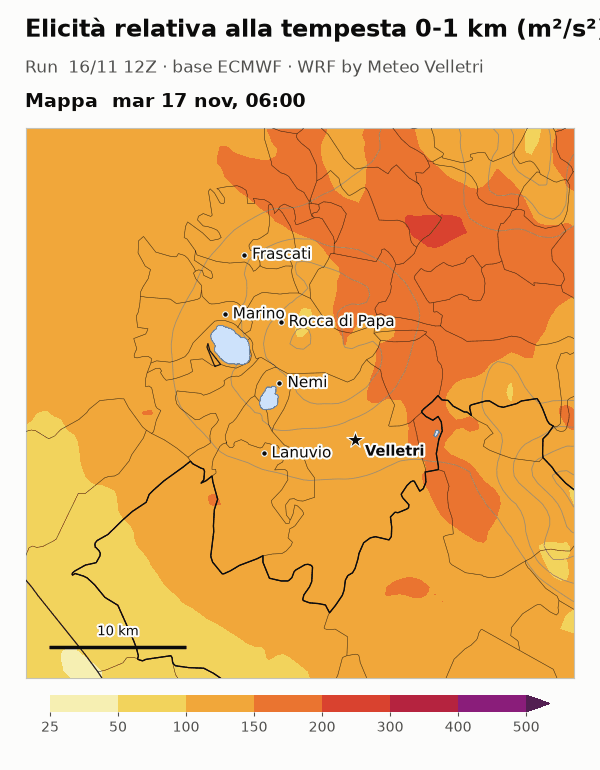 Elicità relativa alla tempesta 0-1 km (m²/s²)
Run  16/11 12Z · base ECMWF · WRF by Meteo Velletri
Mappa  mar 17 nov, 06:00
Frascati
Marino
Rocca di Papa
Nemi
Velletri
Lanuvio
10 km
25 50 100 150 200 300 400 500